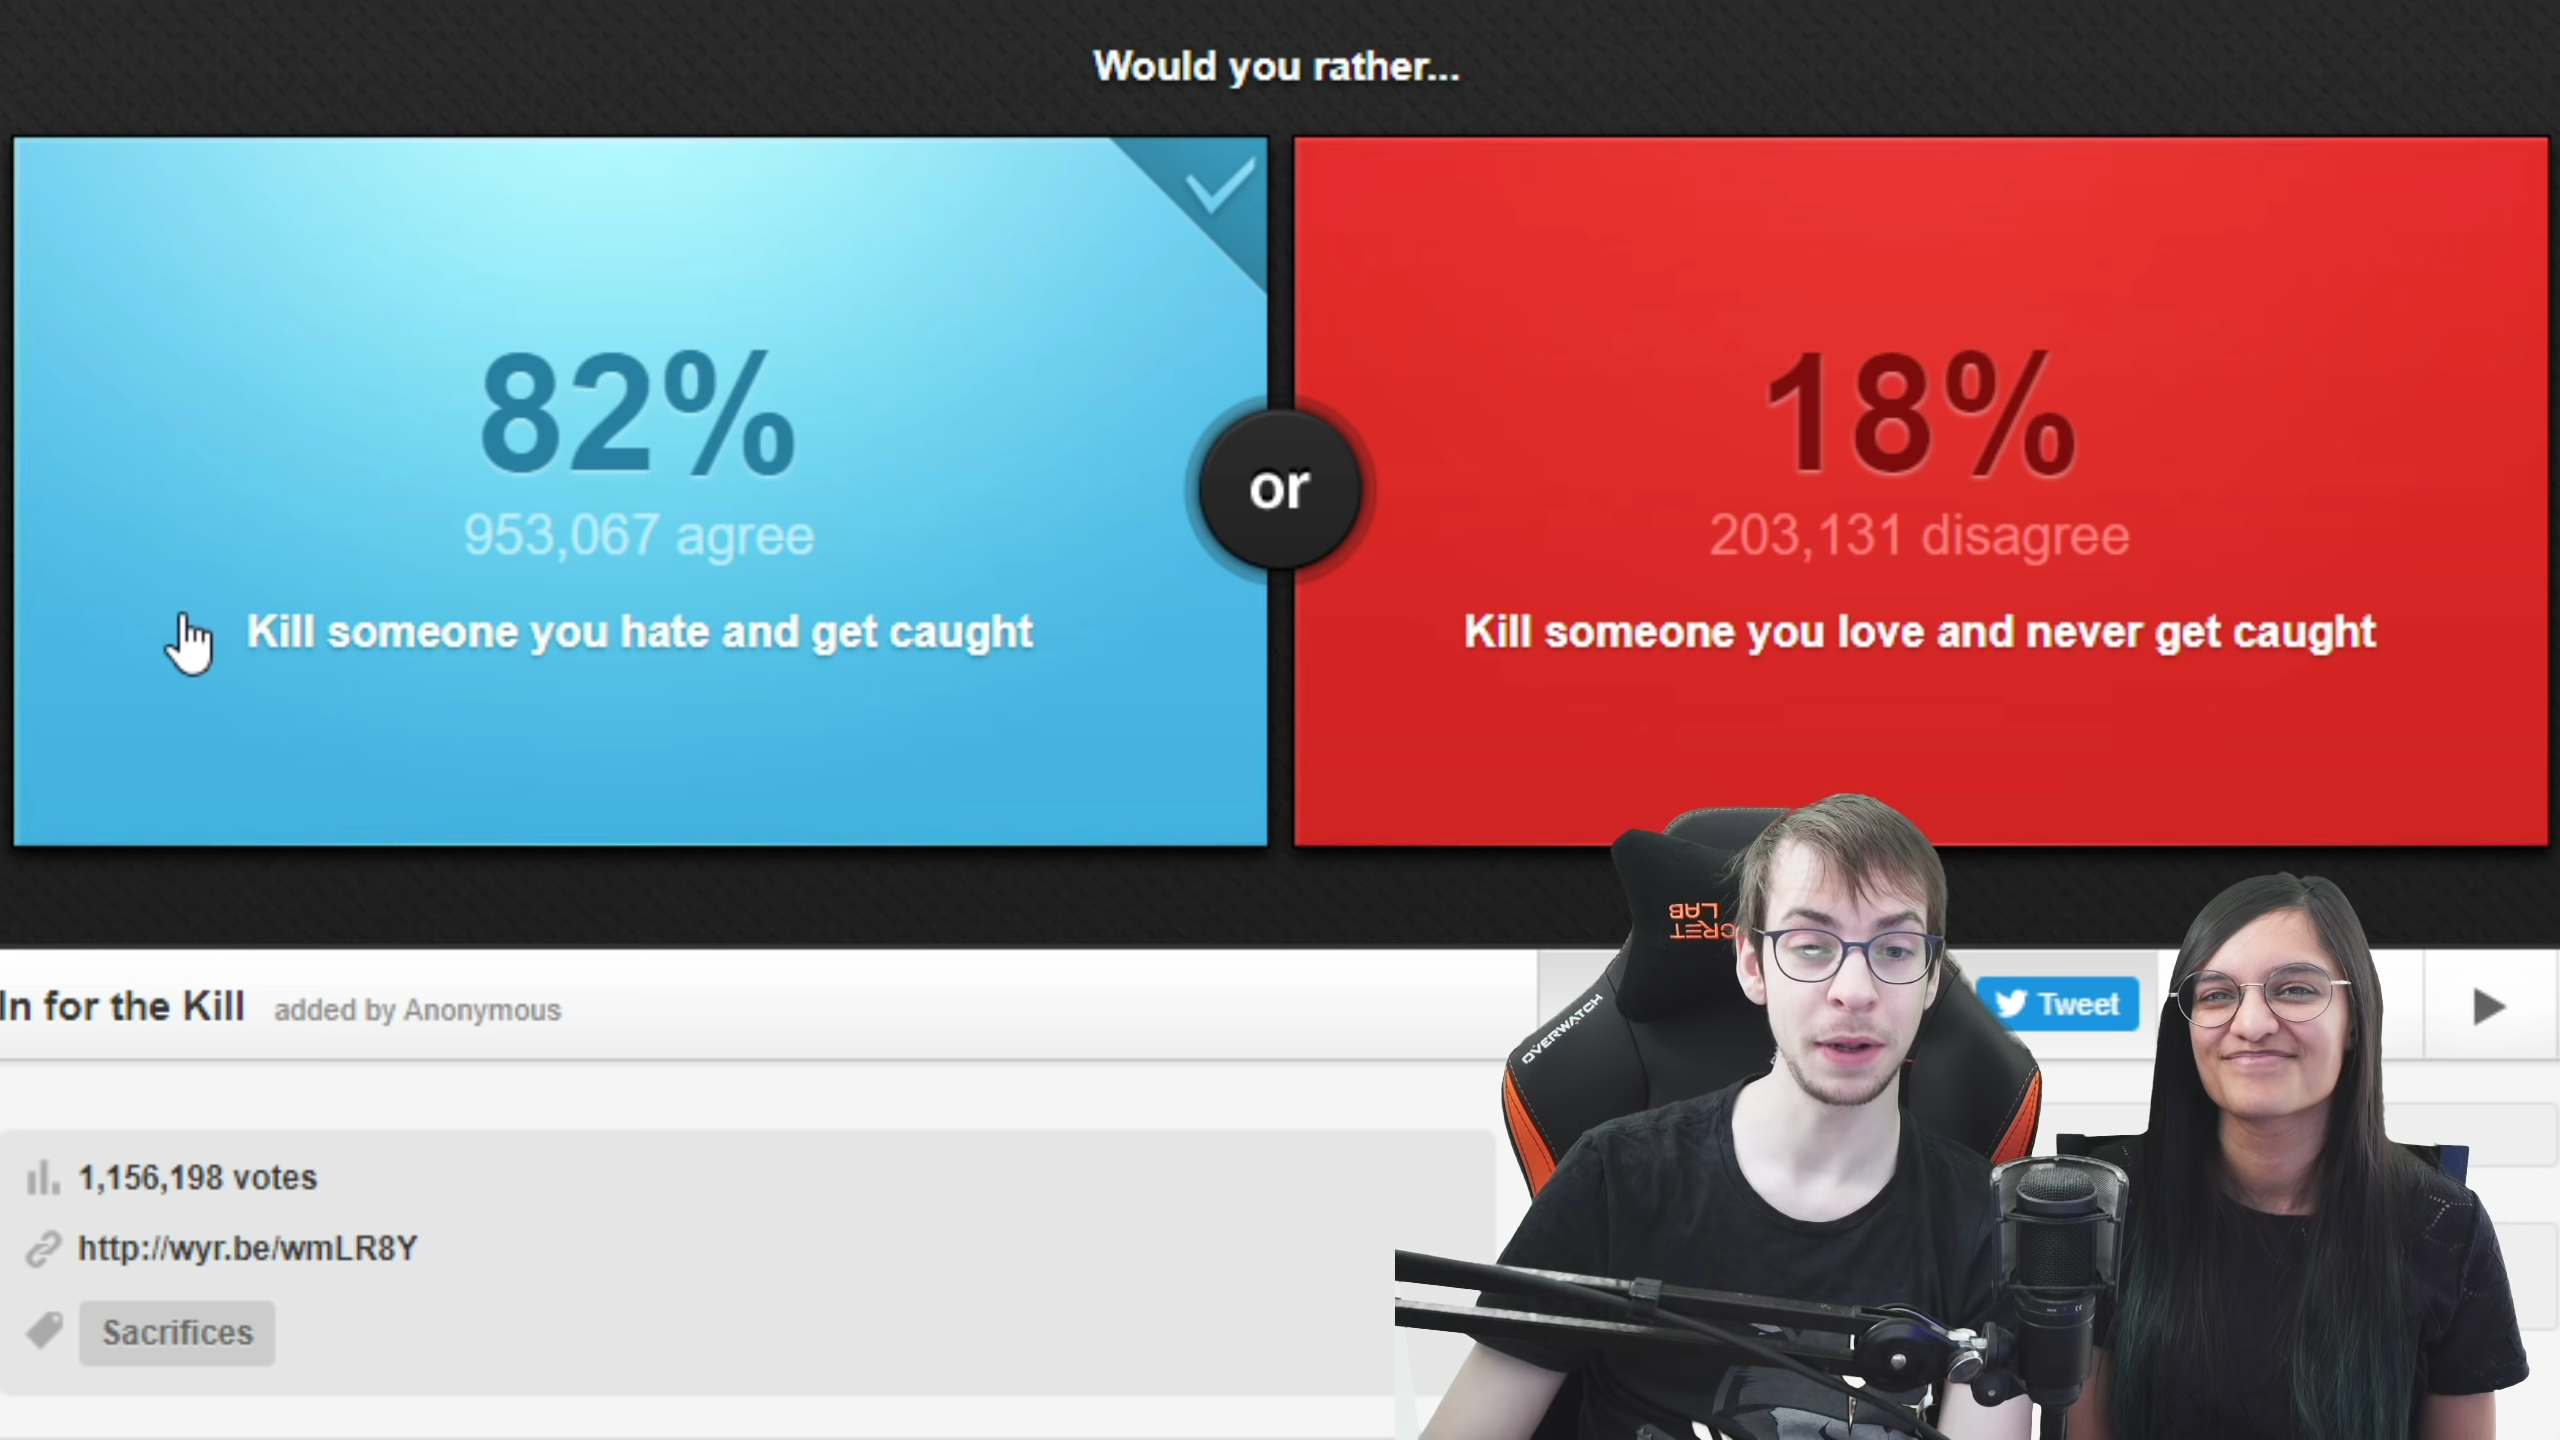 Would you rather...
82%
953,067 agree
Kill someone you hate and get caught
or
18%
203,131 disagree
Kill someone you love and never get caught
In for the Kill added by Anonymous
Tweet
1,156,198 votes
http://wyr.be/wmLR8Y
Sacrifices
OVERWATCH
CRET
LAB